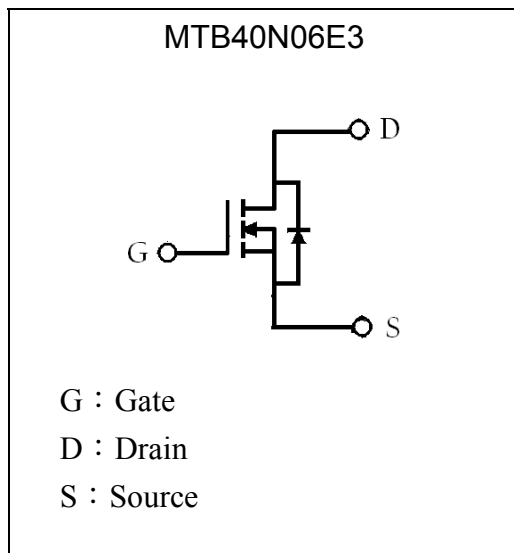 MTB40N06E3
D
G
S
G：Gate
D：Drain
S：Source